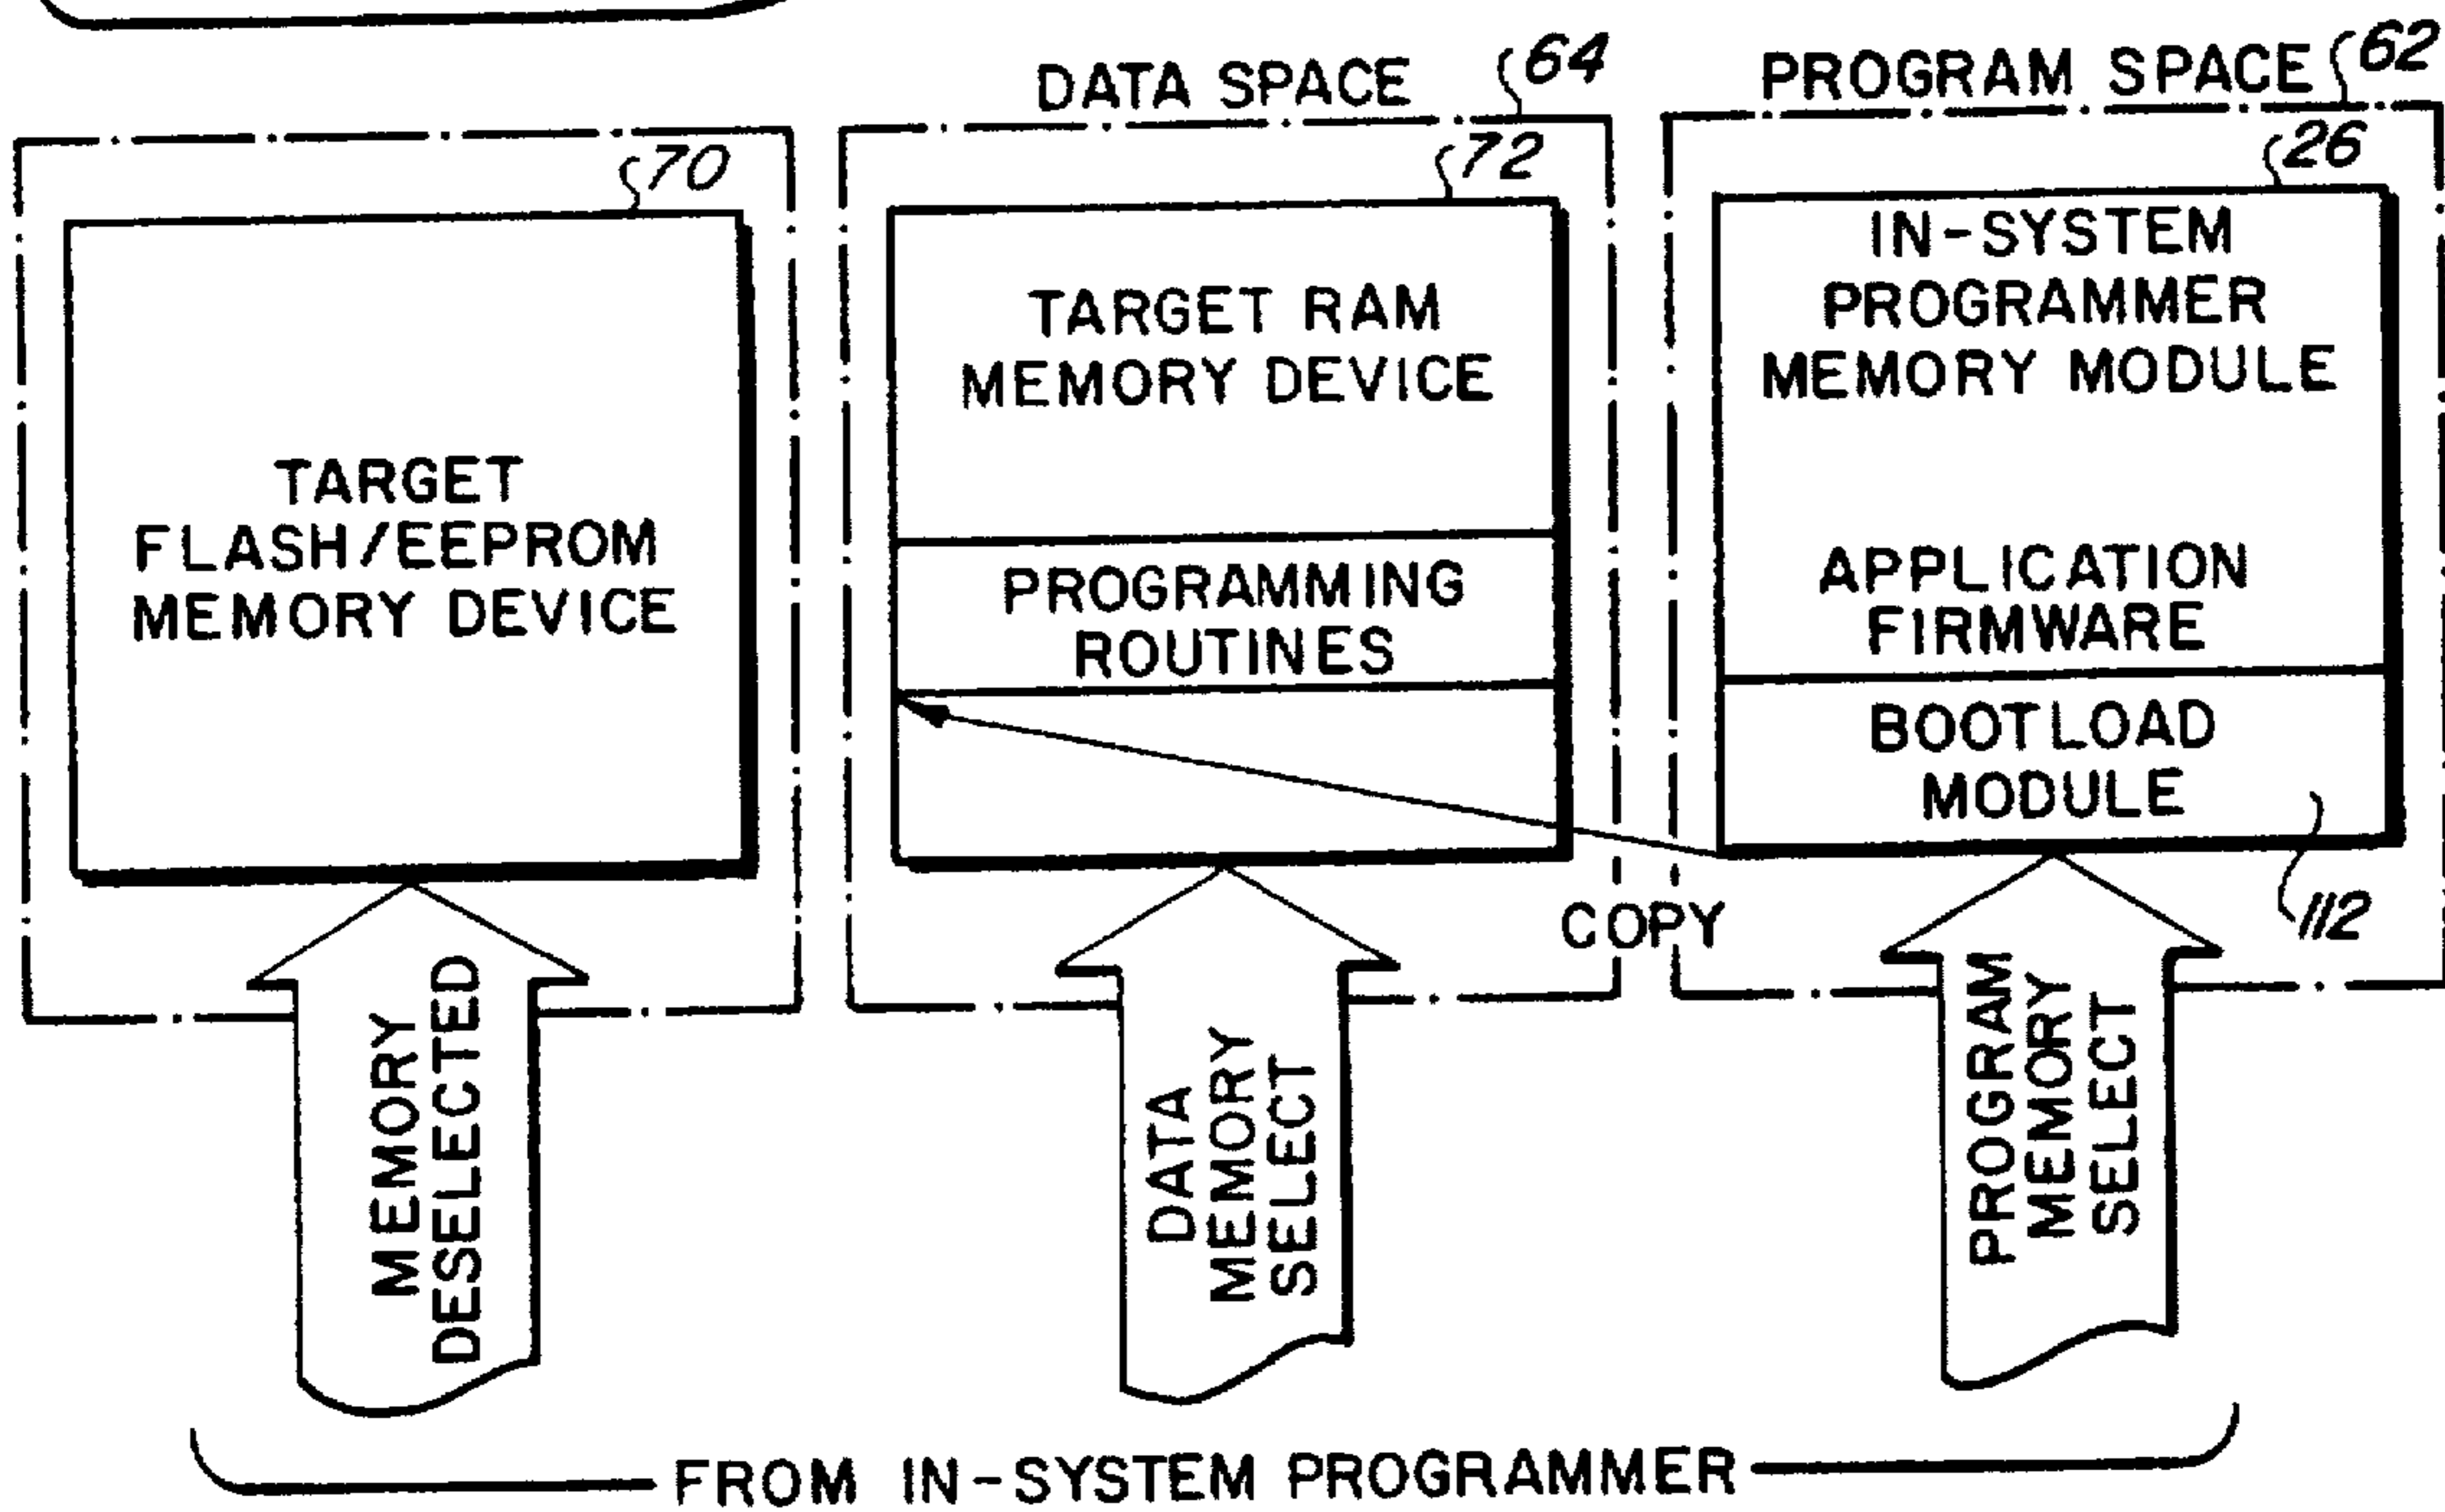 DATA SPACE 64
PROGRAM SPACE 62
70
72
26
TARGET
FLASH/EEPROM
MEMORY DEVICE
TARGET RAM
MEMORY DEVICE
PROGRAMMING
ROUTINES
IN-SYSTEM
PROGRAMMER
MEMORY MODULE
APPLICATION
FIRMWARE
BOOTLOAD
MODULE
COPY
112
MEMORY
DESELECTED
DATA
MEMORY
SELECT
PROGRAM
MEMORY
SELECT
FROM IN-SYSTEM PROGRAMMER